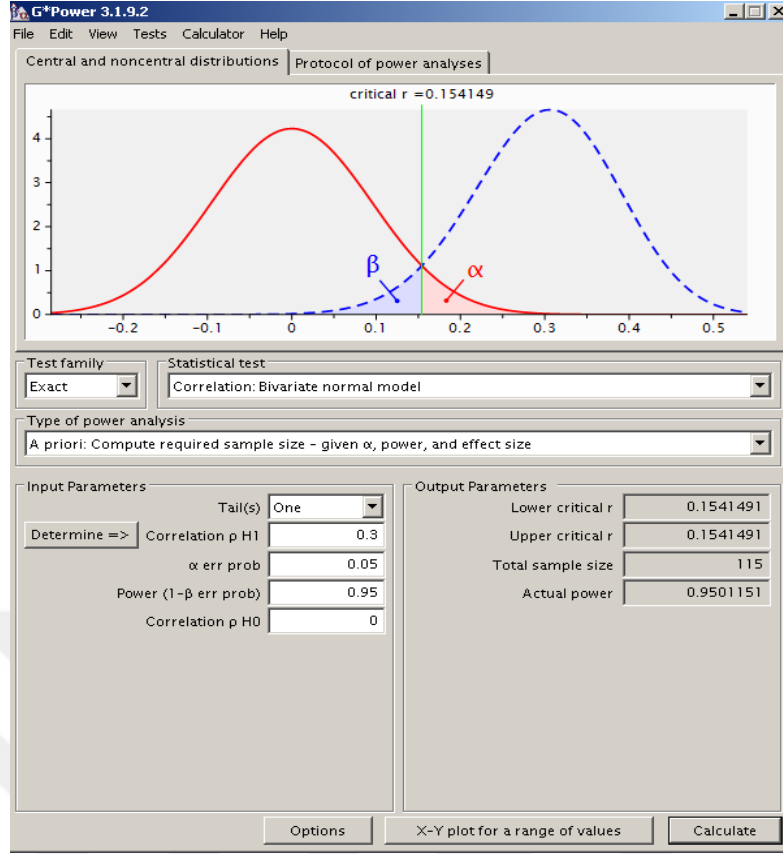 G*Power 3.1.9.2
File Edit View Tests Calculator Help
Central and noncentral distributions Protocol of power analyses
critical r =0.154149
4
3
2
1
0
β
α
-0.2 -0.1 0 0.1 0.2 0.3 0.4 0.5
Test family Statistical test
Exact Correlation: Bivariate normal model
Type of power analysis
A priori: Compute required sample size - given α, power, and effect size
Input Parameters
Tail(s) One
Determine => Correlation ρ H1 0.3
α err prob 0.05
Power (1-β err prob) 0.95
Correlation ρ H0 0
Output Parameters
Lower critical r 0.1541491
Upper critical r 0.1541491
Total sample size 115
Actual power 0.9501151
Options X-Y plot for a range of values Calculate